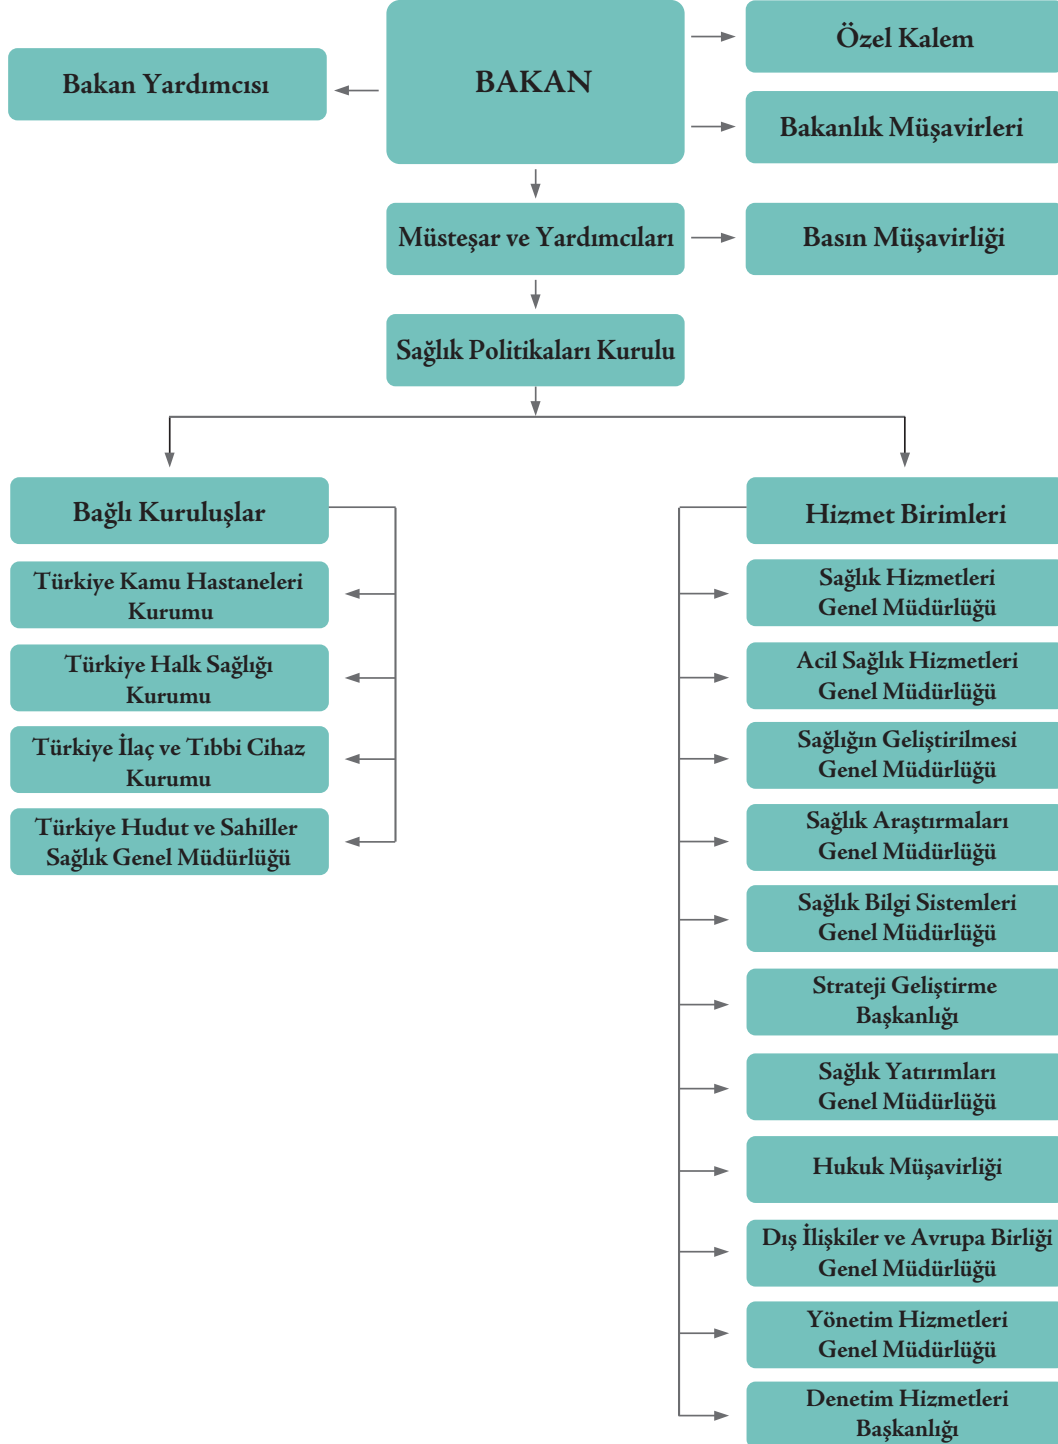 BAKAN
Özel Kalem
Bakan Yardımcısı
Bakanlık Müşavirleri
Müsteşar ve Yardımcıları
Basın Müşavirliği
Sağlık Politikaları Kurulu
Bağlı Kuruluşlar
Türkiye Kamu Hastaneleri
Kurumu
Türkiye Halk Sağlığı
Kurumu
Türkiye İlaç ve Tıbbi Cihaz
Kurumu
Türkiye Hudut ve Sahiller
Sağlık Genel Müdürlüğü
Hizmet Birimleri
Sağlık Hizmetleri
Genel Müdürlüğü
Acil Sağlık Hizmetleri
Genel Müdürlüğü
Sağlığın Geliştirilmesi
Genel Müdürlüğü
Sağlık Araştırmaları
Genel Müdürlüğü
Sağlık Bilgi Sistemleri
Genel Müdürlüğü
Strateji Geliştirme
Başkanlığı
Sağlık Yatırımları
Genel Müdürlüğü
Hukuk Müşavirliği
Dış İlişkiler ve Avrupa Birliği
Genel Müdürlüğü
Yönetim Hizmetleri
Genel Müdürlüğü
Denetim Hizmetleri
Başkanlığı